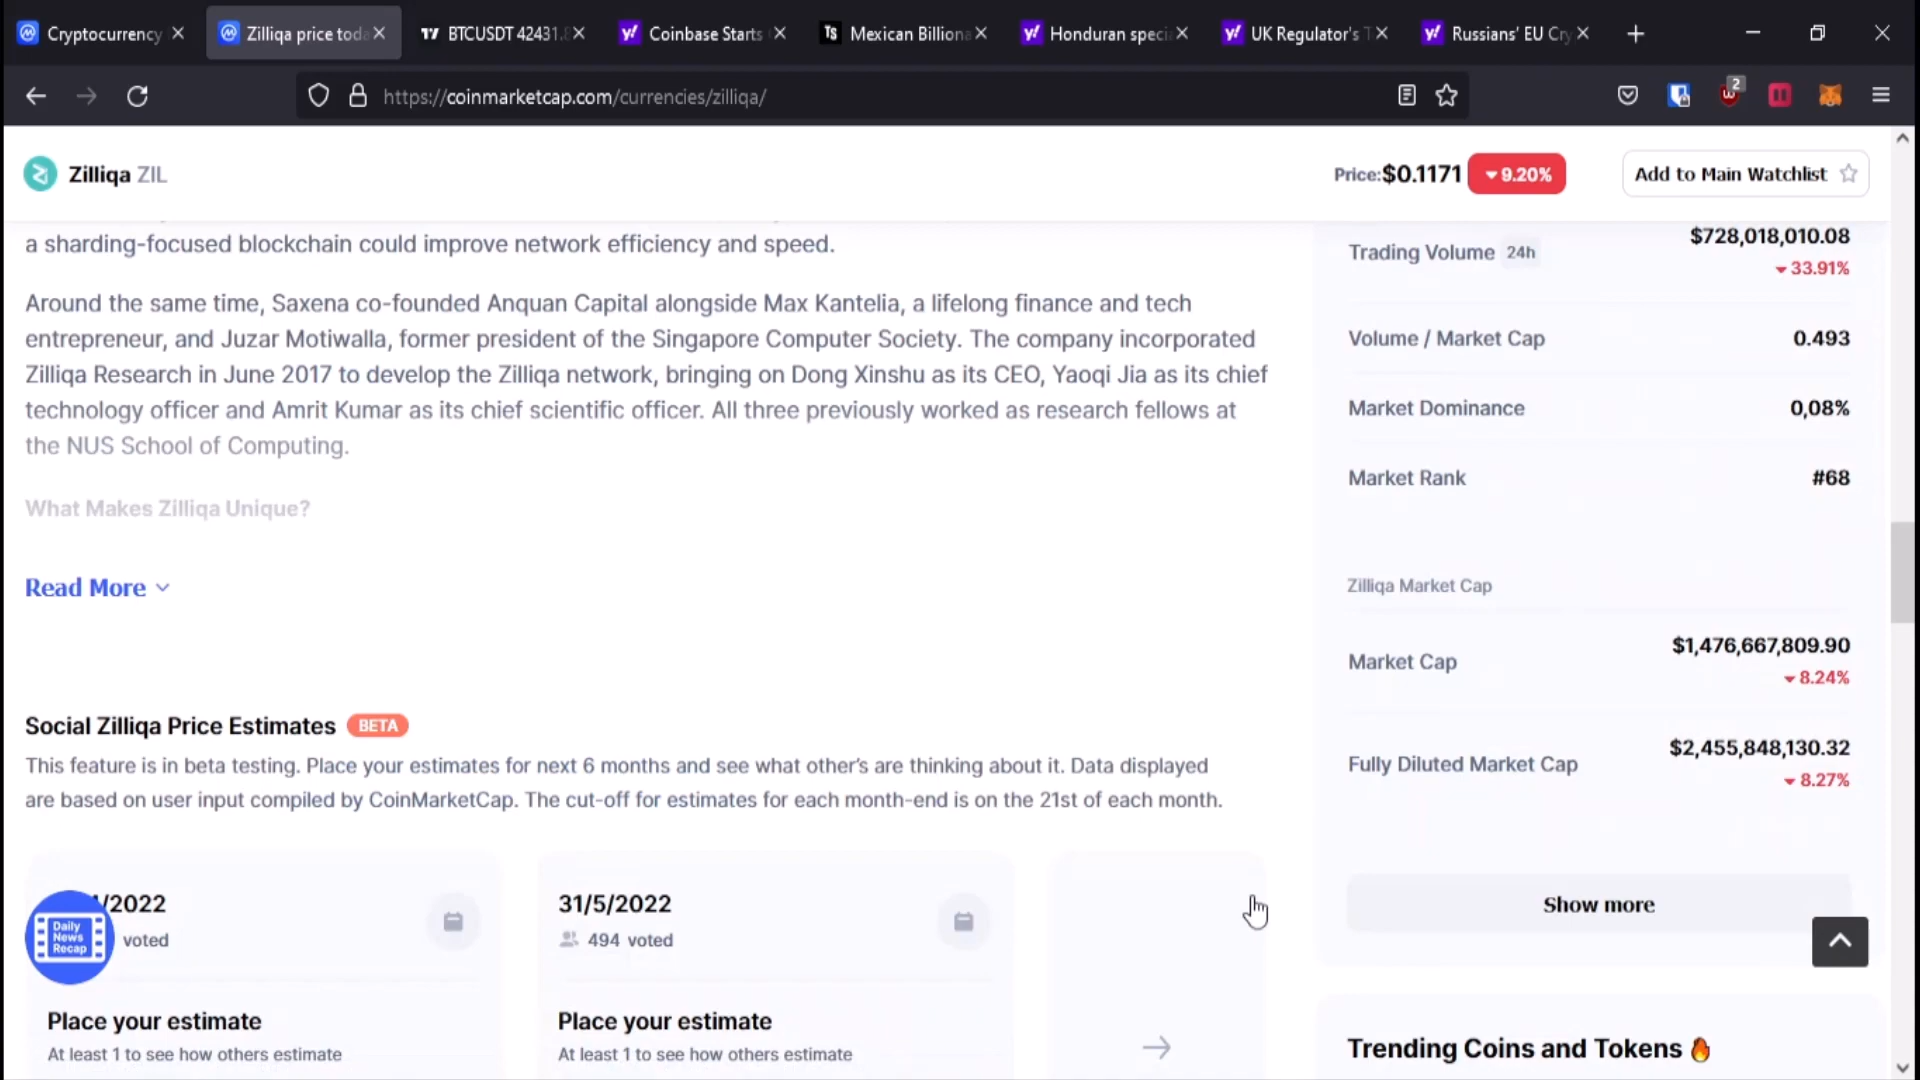 Cryptocurrency
Zilliqa price toda
BTCUSDT 42431.8
Coinbase Starts
Mexican Billiona
Honduran speci
UK Regulator's T
Russians' EU Cry
https://coinmarketcap.com/currencies/zilliqa/
2
Zilliqa ZIL
Price:$0.1171
9.20%
Add to Main Watchlist
a sharding-focused blockchain could improve network efficiency and speed.
Around the same time, Saxena co-founded Anquan Capital alongside Max Kantelia, a lifelong finance and tech
entrepreneur, and Juzar Motiwalla, former president of the Singapore Computer Society. The company incorporated
Zilliqa Research in June 2017 to develop the Zilliqa network, bringing on Dong Xinshu as its CEO, Yaoqi Jia as its chief
technology officer and Amrit Kumar as its chief scientific officer. All three previously worked as research fellows at
the NUS School of Computing.
What Makes Zilliqa Unique?
Read More
Social Zilliqa Price Estimates BETA
This feature is in beta testing. Place your estimates for next 6 months and see what other's are thinking about it. Data displayed
are based on user input compiled by CoinMarketCap. The cut-off for estimates for each month-end is on the 21st of each month.
/2022
voted
Daily
News
Recap
Place your estimate
At least 1 to see how others estimate
31/5/2022
494 voted
Place your estimate
At least 1 to see how others estimate
Trading Volume 24h
$728,018,010.08
33.91%
Volume / Market Cap
0.493
Market Dominance
0,08%
Market Rank
#68
Zilliqa Market Cap
Market Cap
$1,476,667,809.90
8.24%
Fully Diluted Market Cap
$2,455,848,130.32
8.27%
Show more
Trending Coins and Tokens